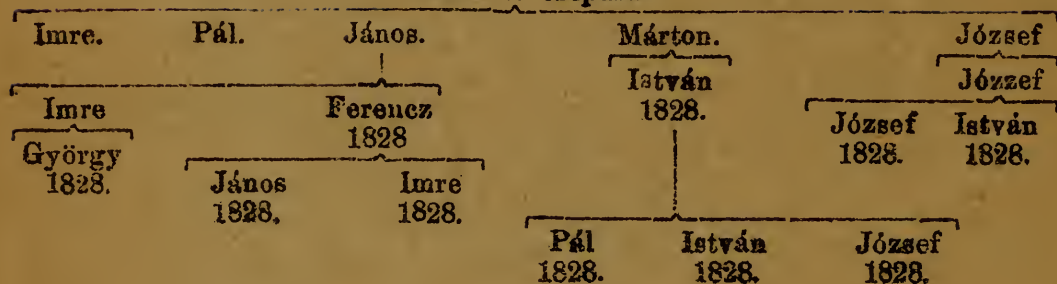 Imre. Pál. János. Márton. József
István Józzef
Imre Ferencz 1828. József István
1828 1828. 1828.
György
1828. János Imre
1828. 1828.
Pál István József
1828. 1828. 1828.